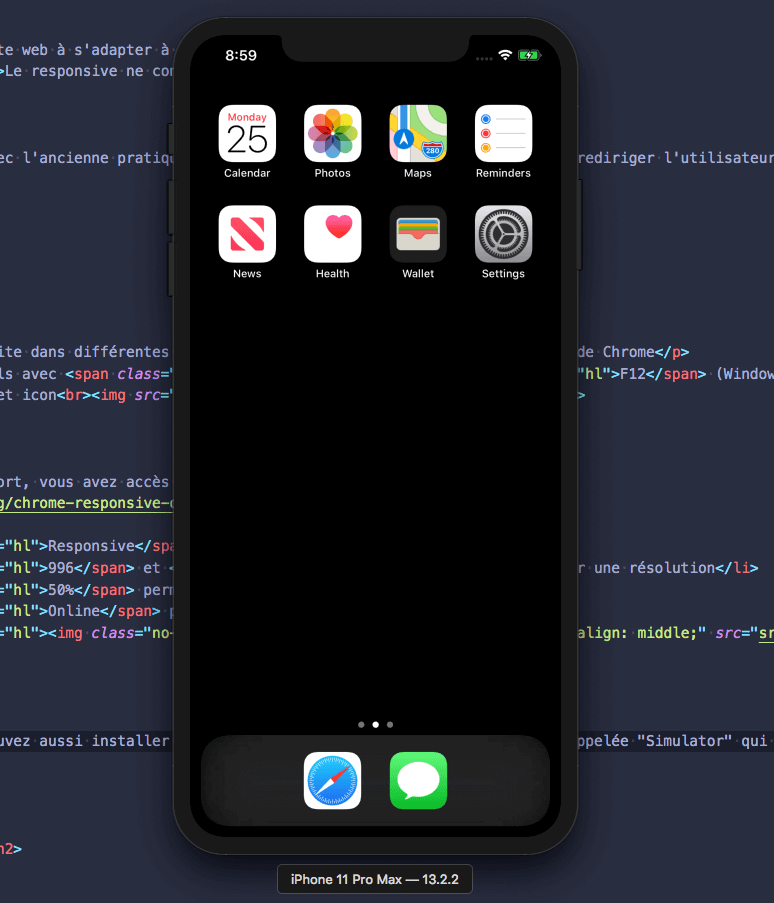 te·web·à·s'adapter·à·
>Le·responsive·ne·con
ec·l'ancienne·pratiqu
rediriger·l'utilisateur
8:59
Monday
25
280
Calendar
Photos
Maps
Reminders
News
Health
Wallet
Settings
ite·dans·différentes
de·Chrome</p>
ls·avec·<span·class="
"hl">F12</span>·(Window
et·icon<br><img·src="
>
ort,·vous·avez·accès
g/chrome-responsive-
="hl">Responsive</spa
="hl">996</span>·et·<
r·une·résolution</li>
="hl">50%</span>·perm
="hl">Online</span>·p
="hl"><img·class="no-
align:·middle;"·src="sr
uvez·aussi·installer
ppelée·"Simulator"·qui·
n2>
iPhone 11 Pro Max — 13.2.2